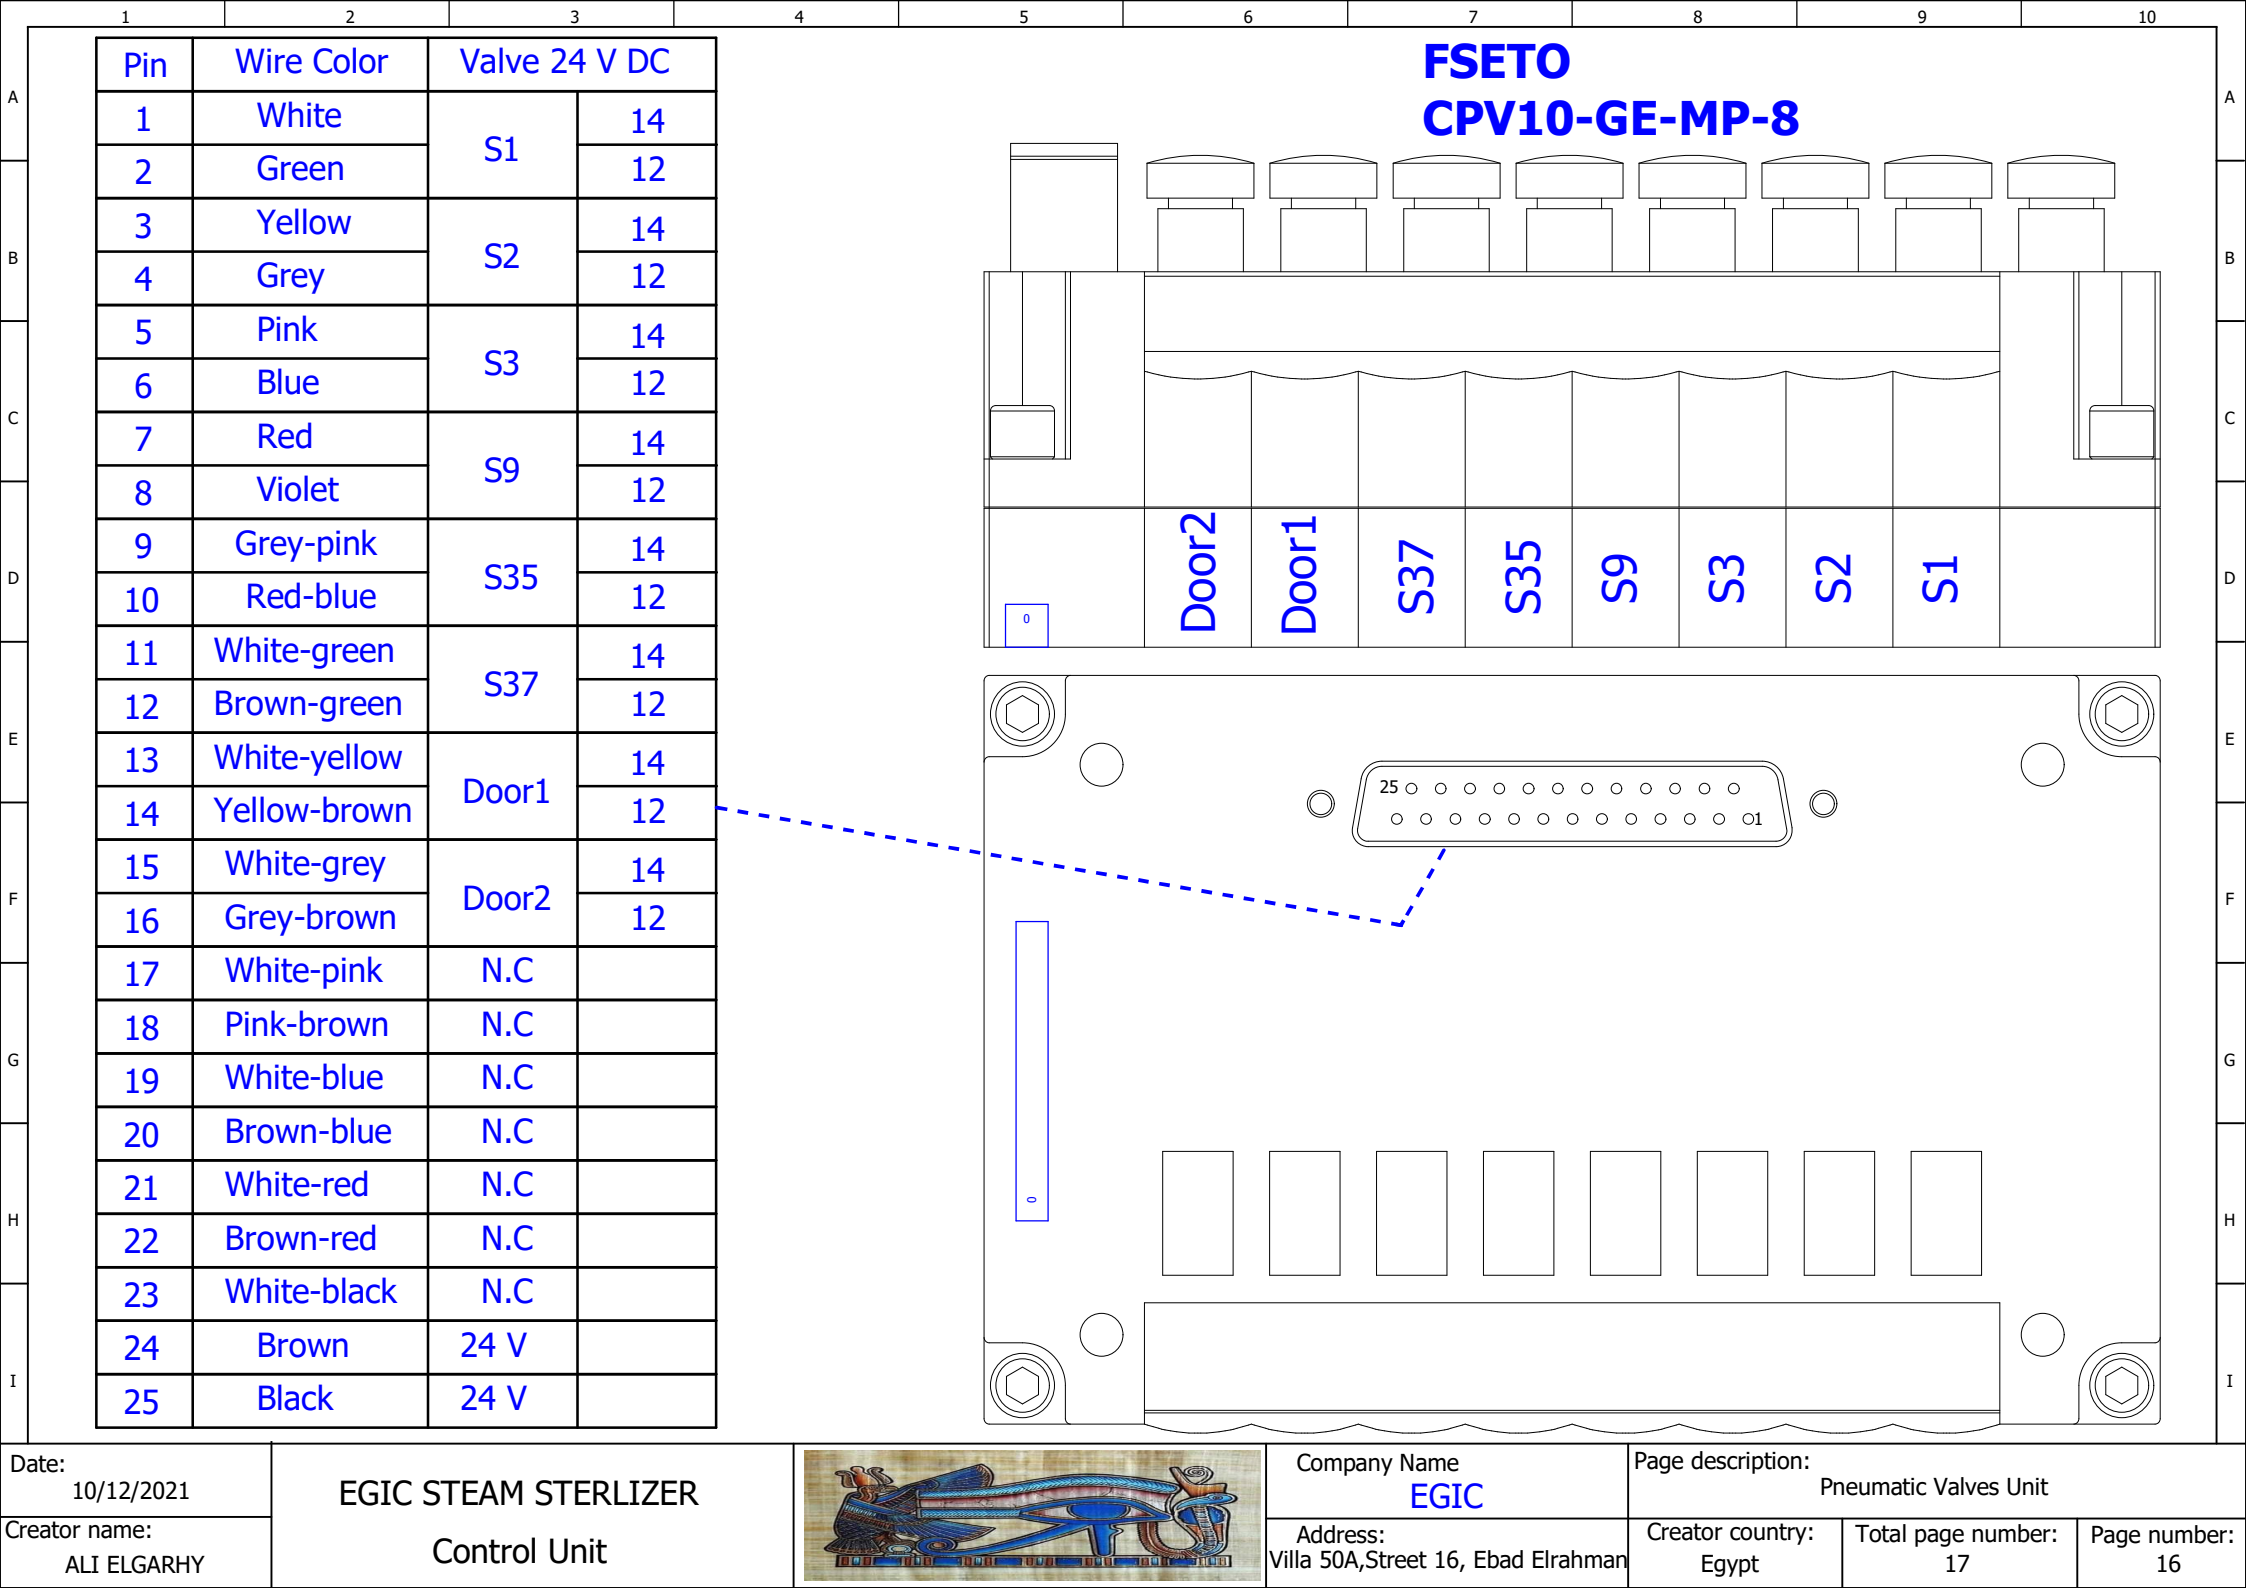 1 2 3 4 5 6 7 8 9 10
A
B
C
D
E
F
G
H
I
Pin Wire Color Valve 24 V DC
1 White S1 14
2 Green 12
3 Yellow S2 14
4 Grey 12
5 Pink S3 14
6 Blue 12
7 Red S9 14
8 Violet 12
9 Grey-pink S35 14
10 Red-blue 12
11 White-green S37 14
12 Brown-green 12
13 White-yellow Door1 14
14 Yellow-brown 12
15 White-grey Door2 14
16 Grey-brown 12
17 White-pink N.C
18 Pink-brown N.C
19 White-blue N.C
20 Brown-blue N.C
21 White-red N.C
22 Brown-red N.C
23 White-black N.C
24 Brown 24 V
25 Black 24 V
FSETO
CPV10-GE-MP-8
0
Door2 Door1 S37 S35 S9 S3 S2 S1
25
1
0
A
B
C
D
E
F
G
H
I
Date:
10/12/2021
Creator name:
ALI ELGARHY
EGIC STEAM STERLIZER
Control Unit
Company Name
EGIC
Address:
Villa 50A,Street 16, Ebad Elrahman
Page description:
Pneumatic Valves Unit
Creator country:
Egypt
Total page number:
17
Page number:
16